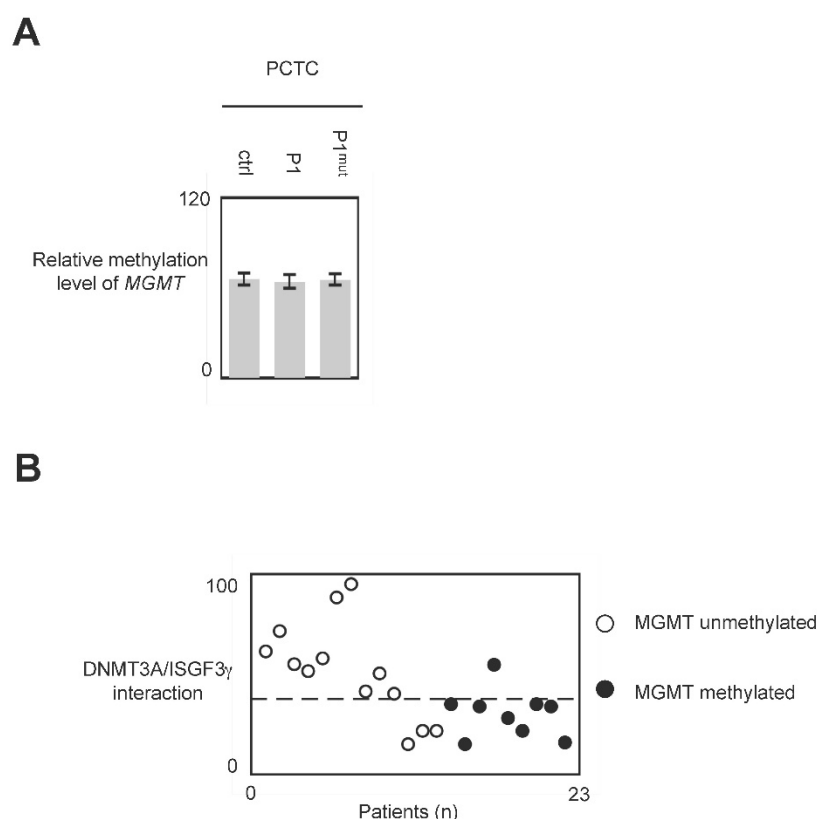 A
PCTC
ctrl
P1
P1mut
120
Relative methylation
level of MGMT
0
B
100
DNMT3A/ISGF3γ
interaction
0
0
23
Patients (n)
MGMT unmethylated
MGMT methylated